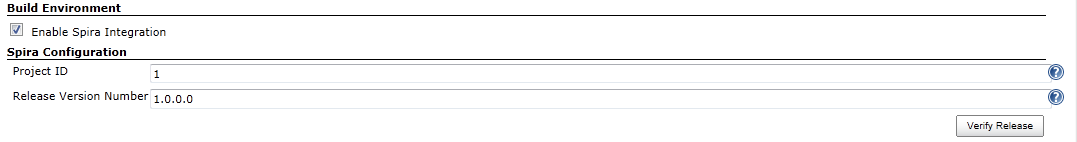 Build Environment
Enable Spira Integration
Spira Configuration
Project ID 1
Release Version Number 1.0.0.0
Verify Release